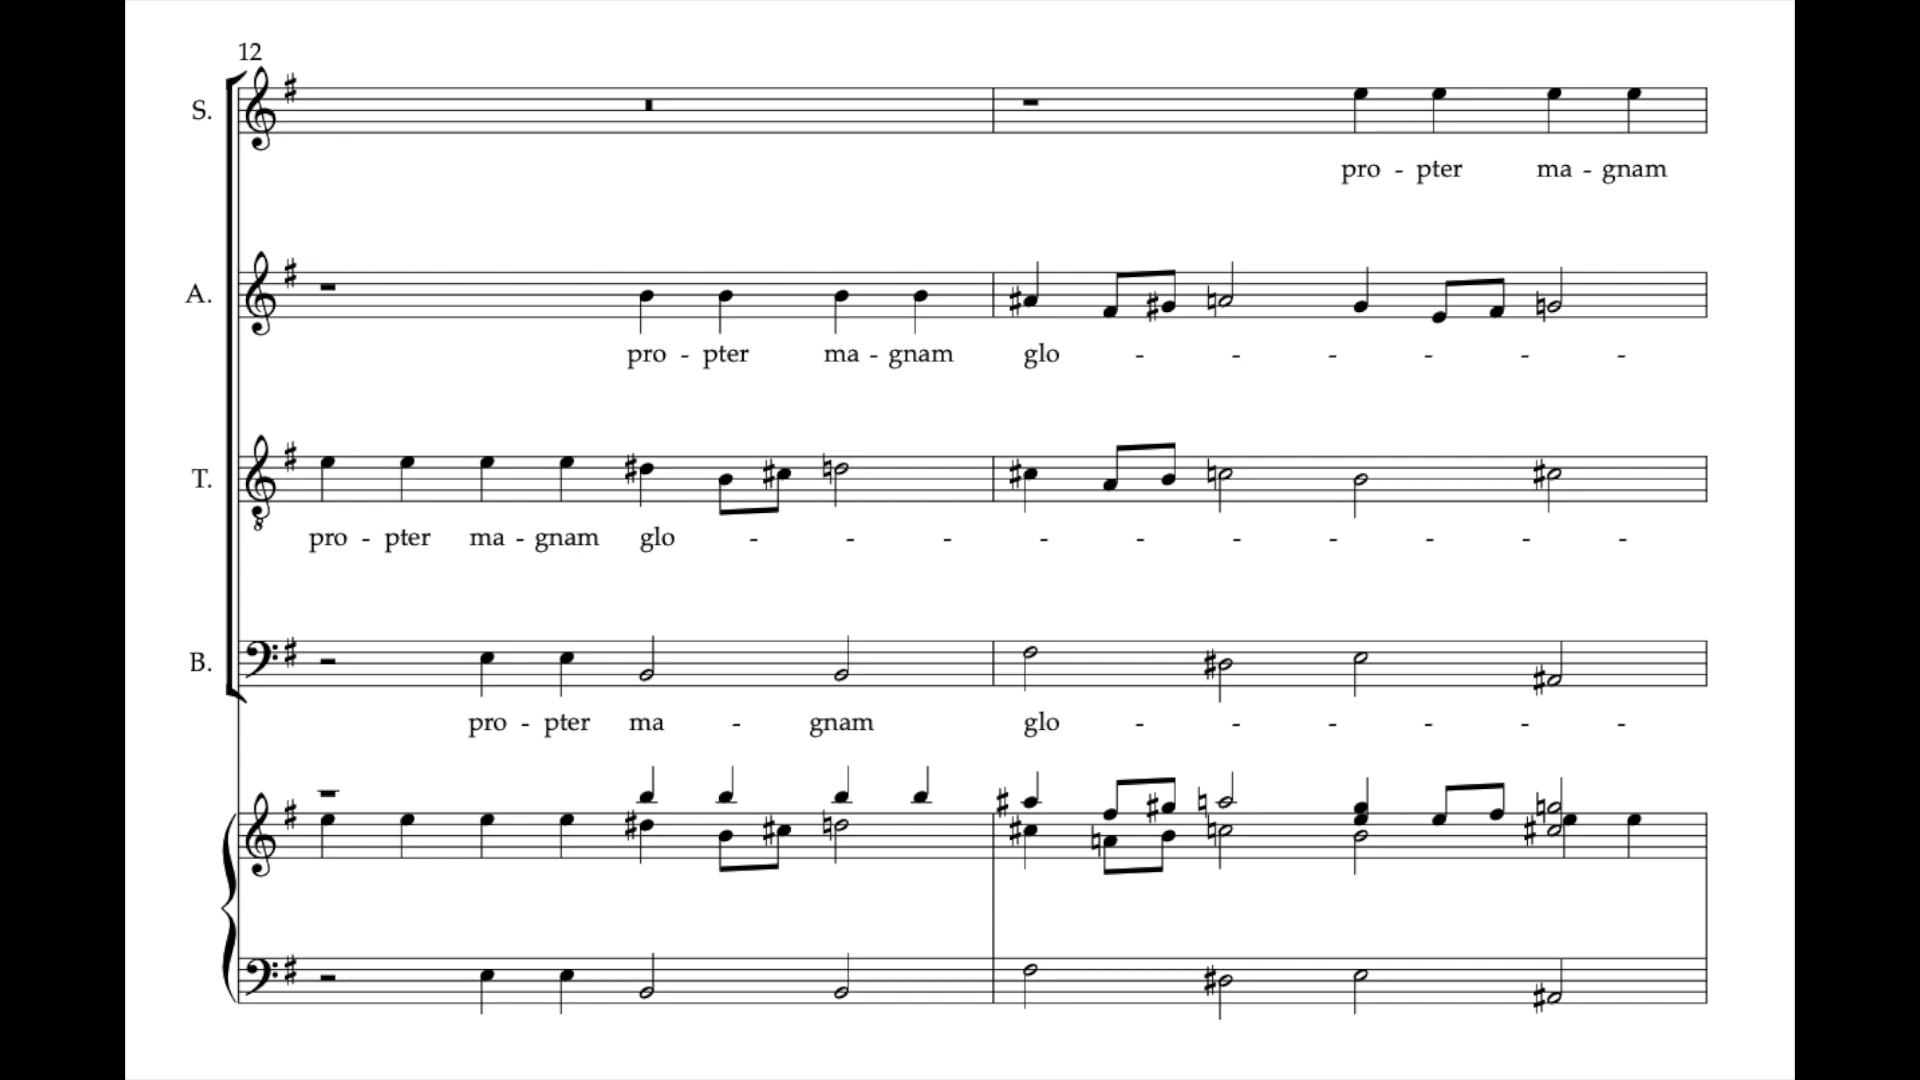 12
S.
pro - pter ma - gnam
A.
pro - pter ma - gnam glo - - - - - -
T.
pro - pter ma - gnam glo - - - - - - - - - -
B.
pro - pter ma - gnam glo - - - - - -